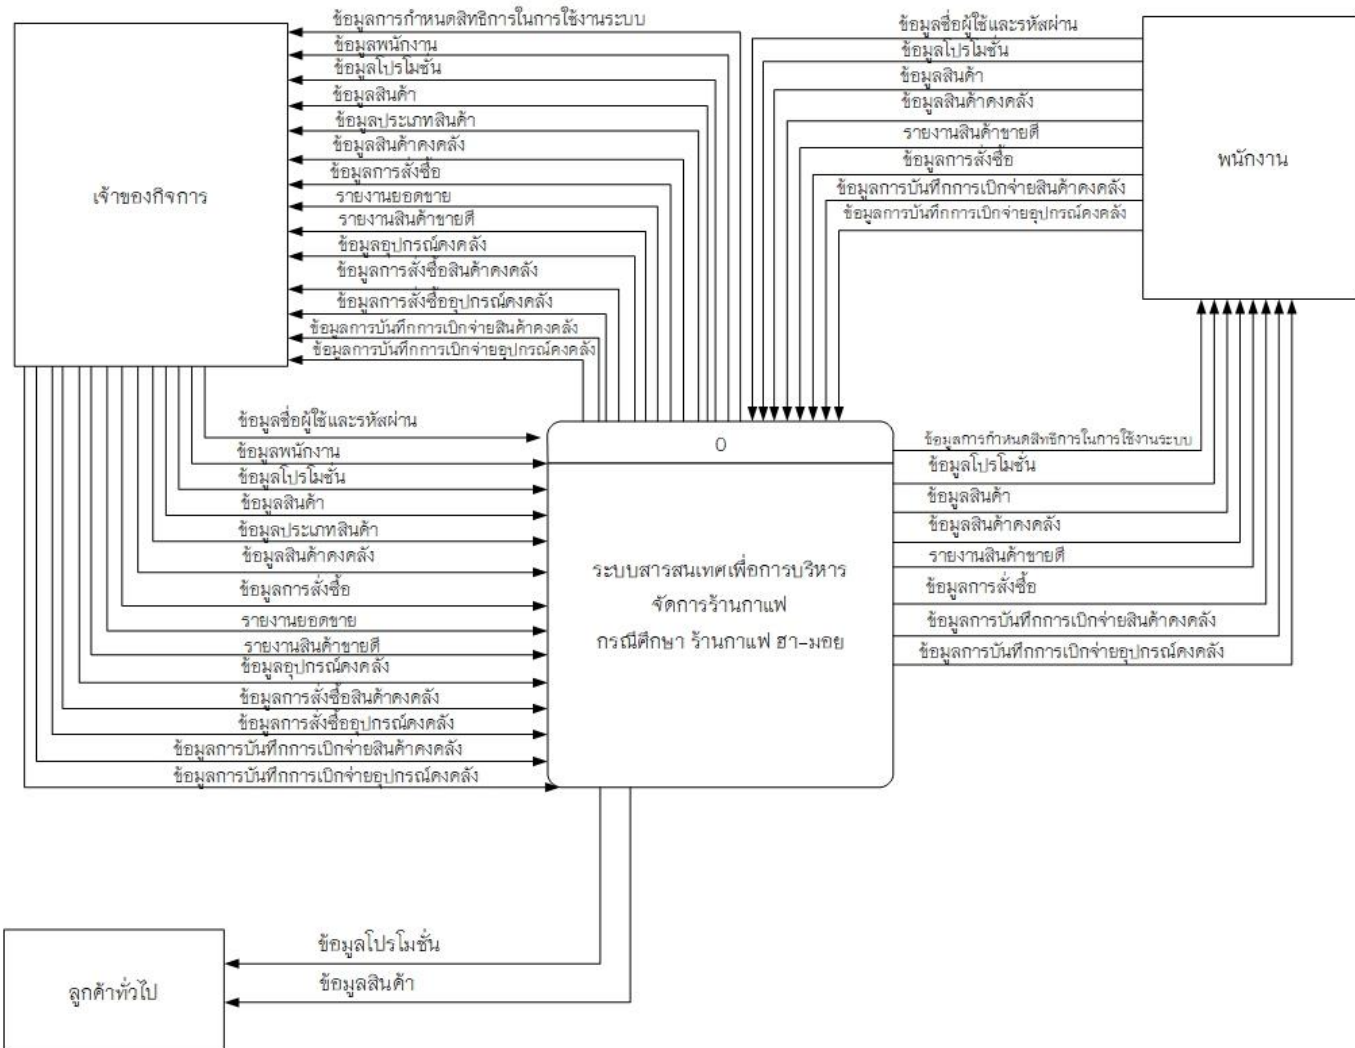 ข้อมูลการกำหนดสิทธิการในการใช้งานระบบ
ข้อมูลพนักงาน
ข้อมูลโปรโมชั่น
ข้อมูลสินค้า
ข้อมูลประเภทสินค้า
ข้อมูลสินค้าคงคลัง
ข้อมูลการสั่งซื้อ
รายงานยอดขาย
รายงานสินค้าขายดี
ข้อมูลอุปกรณ์คงคลัง
ข้อมูลการสั่งซื้อสินค้าคงคลัง
ข้อมูลการสั่งซื้ออุปกรณ์คงคลัง
ข้อมูลการบันทึกการเบิกจ่ายสินค้าคงคลัง
ข้อมูลการบันทึกการเบิกจ่ายอุปกรณ์คงคลัง
เจ้าของกิจการ
ข้อมูลชื่อผู้ใช้และรหัสผ่าน
ข้อมูลโปรโมชั่น
ข้อมูลสินค้า
ข้อมูลสินค้าคงคลัง
รายงานสินค้าขายดี
ข้อมูลการสั่งซื้อ
ข้อมูลการบันทึกการเบิกจ่ายสินค้าคงคลัง
ข้อมูลการบันทึกการเบิกจ่ายอุปกรณ์คงคลัง
พนักงาน
ข้อมูลชื่อผู้ใช้และรหัสผ่าน
ข้อมูลพนักงาน
ข้อมูลโปรโมชั่น
ข้อมูลสินค้า
ข้อมูลประเภทสินค้า
ข้อมูลสินค้าคงคลัง
ข้อมูลการสั่งซื้อ
รายงานยอดขาย
รายงานสินค้าขายดี
ข้อมูลอุปกรณ์คงคลัง
ข้อมูลการสั่งซื้อสินค้าคงคลัง
ข้อมูลการสั่งซื้ออุปกรณ์คงคลัง
ข้อมูลการบันทึกการเบิกจ่ายสินค้าคงคลัง
ข้อมูลการบันทึกการเบิกจ่ายอุปกรณ์คงคลัง
0
ระบบสารสนเทศเพื่อการบริหาร
จัดการร้านกาแฟ
กรณีศึกษา ร้านกาแฟ ฮา-มอย
ข้อมูลการกำหนดสิทธิการในการใช้งานระบบ
ข้อมูลโปรโมชั่น
ข้อมูลสินค้า
ข้อมูลสินค้าคงคลัง
รายงานสินค้าขายดี
ข้อมูลการสั่งซื้อ
ข้อมูลการบันทึกการเบิกจ่ายสินค้าคงคลัง
ข้อมูลการบันทึกการเบิกจ่ายอุปกรณ์คงคลัง
ข้อมูลโปรโมชั่น
ข้อมูลสินค้า
ลูกค้าทั่วไป